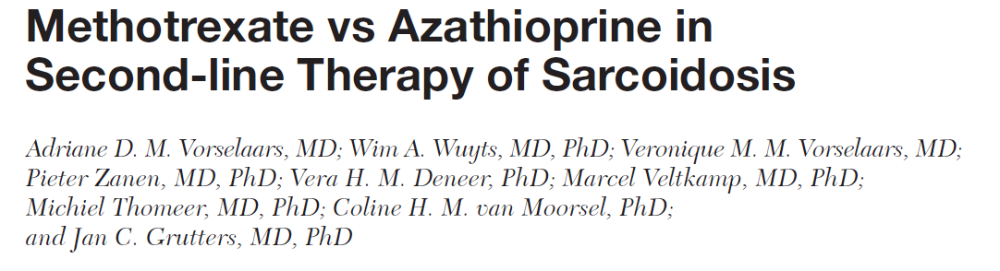 Methotrexate vs Azathioprine in
Second-line Therapy of Sarcoidosis
Adriane D. M. Vorselaars, MD; Wim A. Wuyts, MD, PhD; Veronique M. M. Vorselaars, MD;
Pieter Zanen, MD, PhD; Vera H. M. Deneer, PhD; Marcel Veltkamp, MD, PhD;
Michiel Thomeer, MD, PhD; Coline H. M. van Moorsel, PhD;
and Jan C. Grutters, MD, PhD